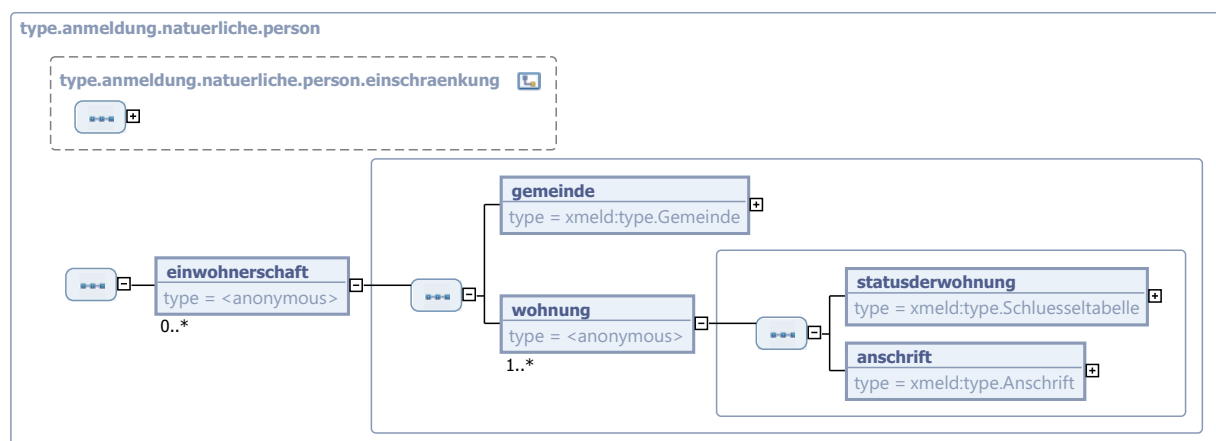 type.anmeldung.natuerliche.person
type.anmeldung.natuerliche.person.einschraenkung
gemeinde
type = xmeld:type.Gemeinde
einwohnerschaft
type = <anonymous>
0..*
wohnung
type = <anonymous>
1..*
statusderwohnung
type = xmeld:type.Schluesseltabelle
anschrift
type = xmeld:type.Anschrift